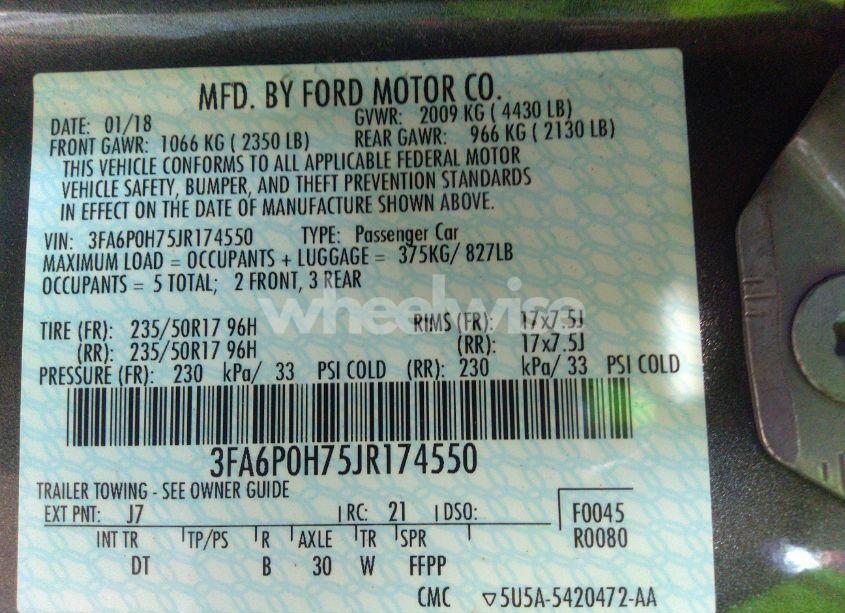 MFD. BY FORD MOTOR CO.
DATE: 01/18 GVWR: 2009 KG ( 4430 LB)
FRONT GAWR: 1066 KG ( 2350 LB) REAR GAWR: 966 KG ( 2130 LB)
THIS VEHICLE CONFORMS TO ALL APPLICABLE FEDERAL MOTOR
VEHICLE SAFETY, BUMPER, AND THEFT PREVENTION STANDARDS
IN EFFECT ON THE DATE OF MANUFACTURE SHOWN ABOVE.
VIN: 3FA6P0H75JR174550 TYPE: Passenger Car
MAXIMUM LOAD = OCCUPANTS + LUGGAGE = 375KG/ 827LB
OCCUPANTS = 5 TOTAL; 2 FRONT, 3 REAR
wheelwise
TIRE (FR): 235/50R17 96H RIMS (FR): 17x7.5J
(RR): 235/50R17 96H (RR): 17x7.5J
PRESSURE (FR): 230 kPa/ 33 PSI COLD (RR): 230 kPa/ 33 PSI COLD
3FA6P0H75JR174550
TRAILER TOWING - SEE OWNER GUIDE
EXT PNT: J7 RC: 21 DSO: F0045
INT TR TP/PS R AXLE TR SPR R0080
DT B 30 W FFPP
CMC ▽5U5A-5420472-AA